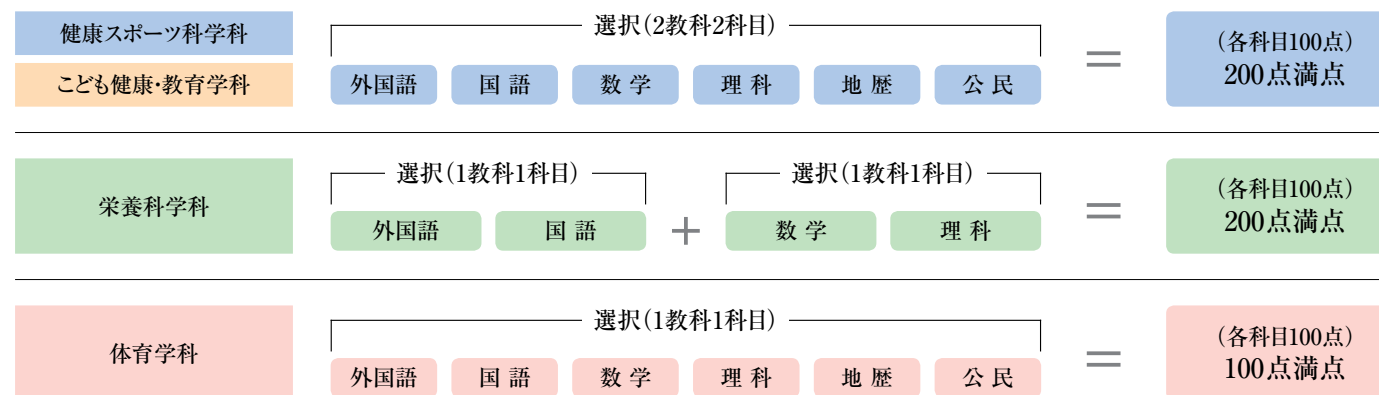 健康スポーツ科学科
こども健康・教育学科
選択(2教科2科目)
外国語 国語 数学 理科 地歴 公民
=
(各科目100点)
200点満点
栄養科学科
選択(1教科1科目) 選択(1教科1科目)
外国語 国語 + 数学 理科
=
(各科目100点)
200点満点
体育学科
選択(1教科1科目)
外国語 国語 数学 理科 地歴 公民
=
(各科目100点)
100点満点